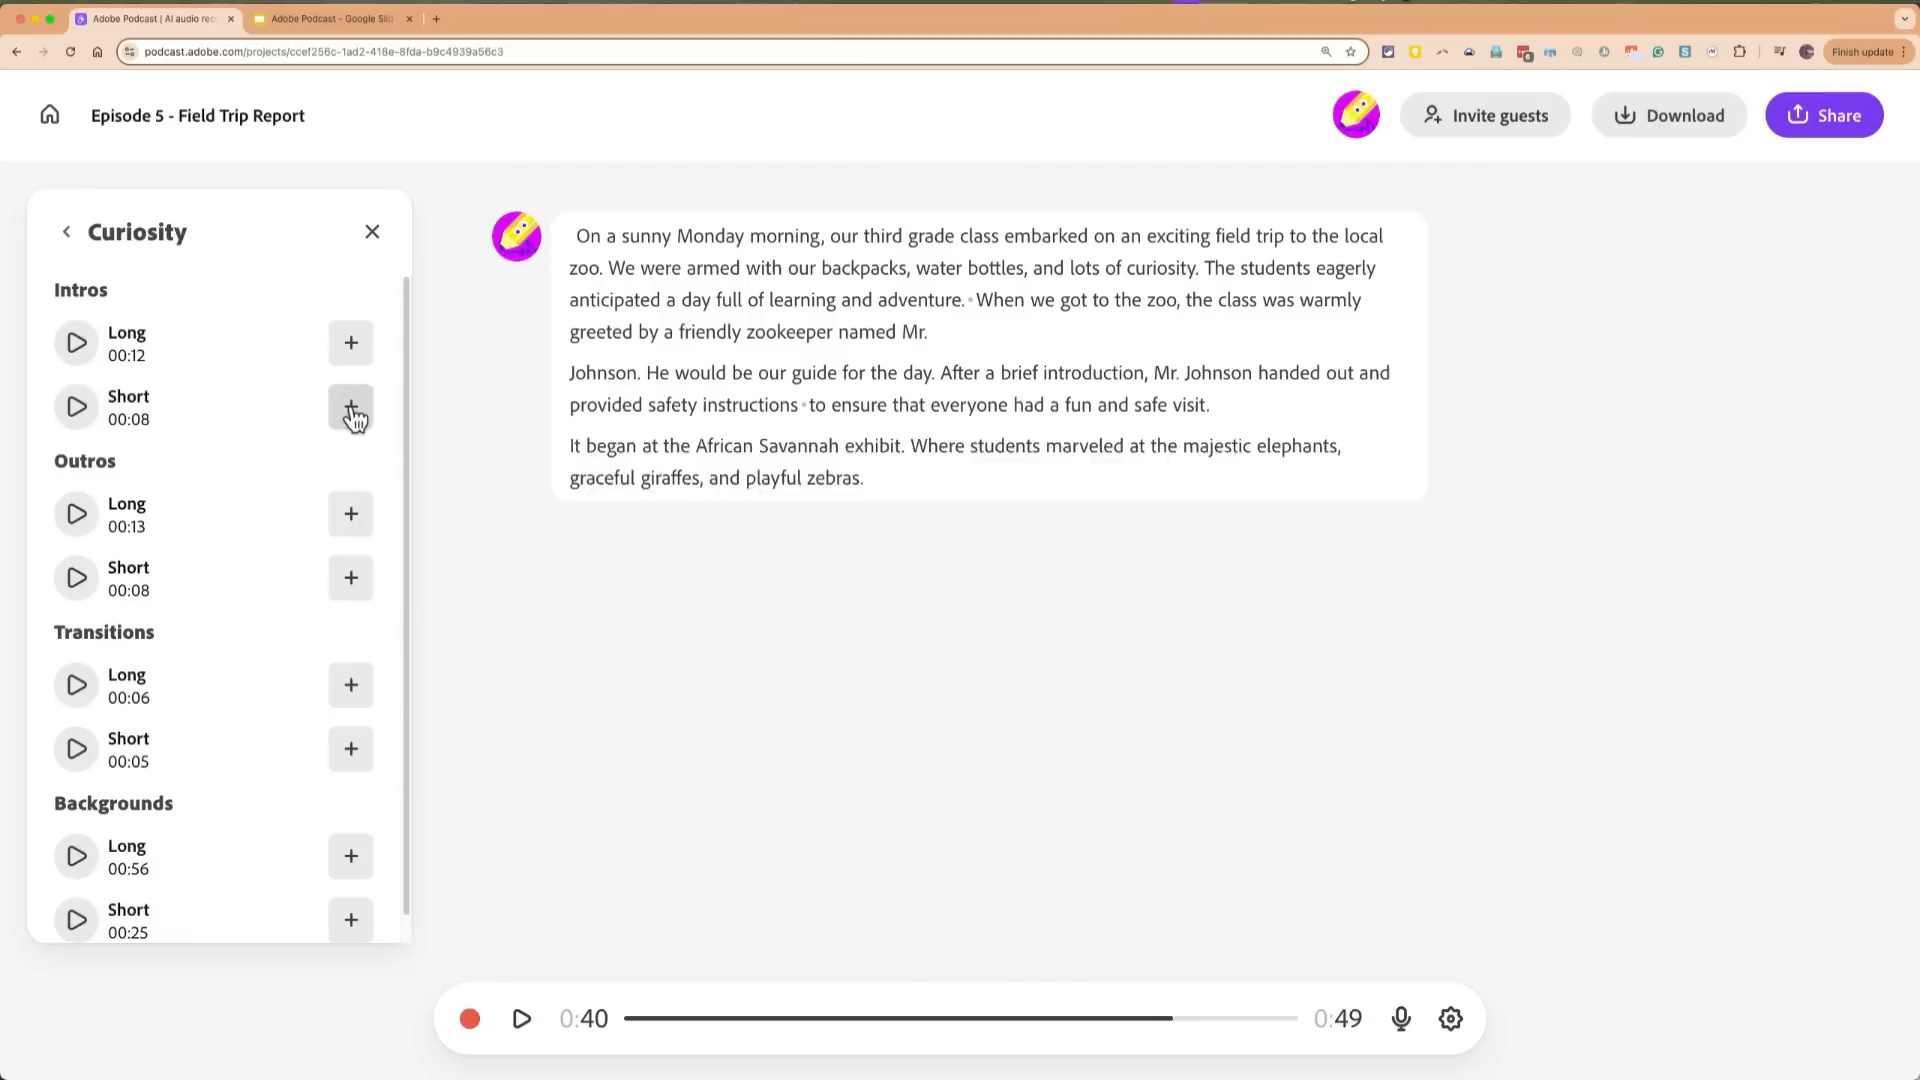 Adobe Podcast | AI audio rec
Adobe Podcast - Google Slid
podcast.adobe.com/projects/ccef256c-1ad2-418e-8fda-b9c4939a56c3
Finish update
Episode 5 - Field Trip Report
Invite guests
Download
Share
Curiosity
Intros
Long
00:12
Short
00:08
Outros
Long
00:13
Short
00:08
Transitions
Long
00:06
Short
00:05
Backgrounds
Long
00:56
Short
00:25
On a sunny Monday morning, our third grade class embarked on an exciting field trip to the local
zoo. We were armed with our backpacks, water bottles, and lots of curiosity. The students eagerly
anticipated a day full of learning and adventure. • When we got to the zoo, the class was warmly
greeted by a friendly zookeeper named Mr.
Johnson. He would be our guide for the day. After a brief introduction, Mr. Johnson handed out and
provided safety instructions • to ensure that everyone had a fun and safe visit.
It began at the African Savannah exhibit. Where students marveled at the majestic elephants,
graceful giraffes, and playful zebras.
0:40
0:49